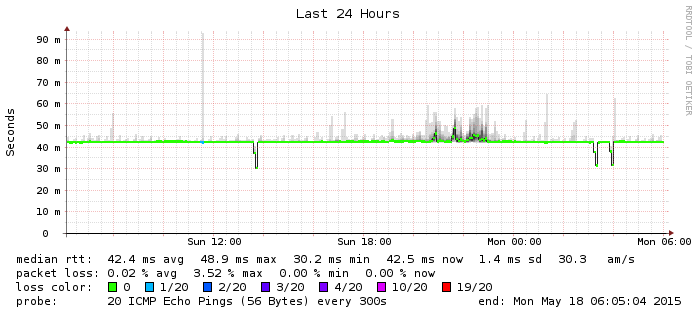 Last 24 Hours
RRDTOOL / TOBI OETIKER
Seconds
90 m
80 m
70 m
60 m
50 m
40 m
30 m
20 m
10 m
0
Sun 12:00 Sun 18:00 Mon 00:00 Mon 06:00
median rtt: 42.4 ms avg 48.9 ms max 30.2 ms min 42.5 ms now 1.4 ms sd 30.3 am/s
packet loss: 0.02 % avg 3.52 % max 0.00 % min 0.00 % now
loss color: 0 1/20 2/20 3/20 4/20 10/20 19/20
probe: 20 ICMP Echo Pings (56 Bytes) every 300s end: Mon May 18 06:05:04 2015